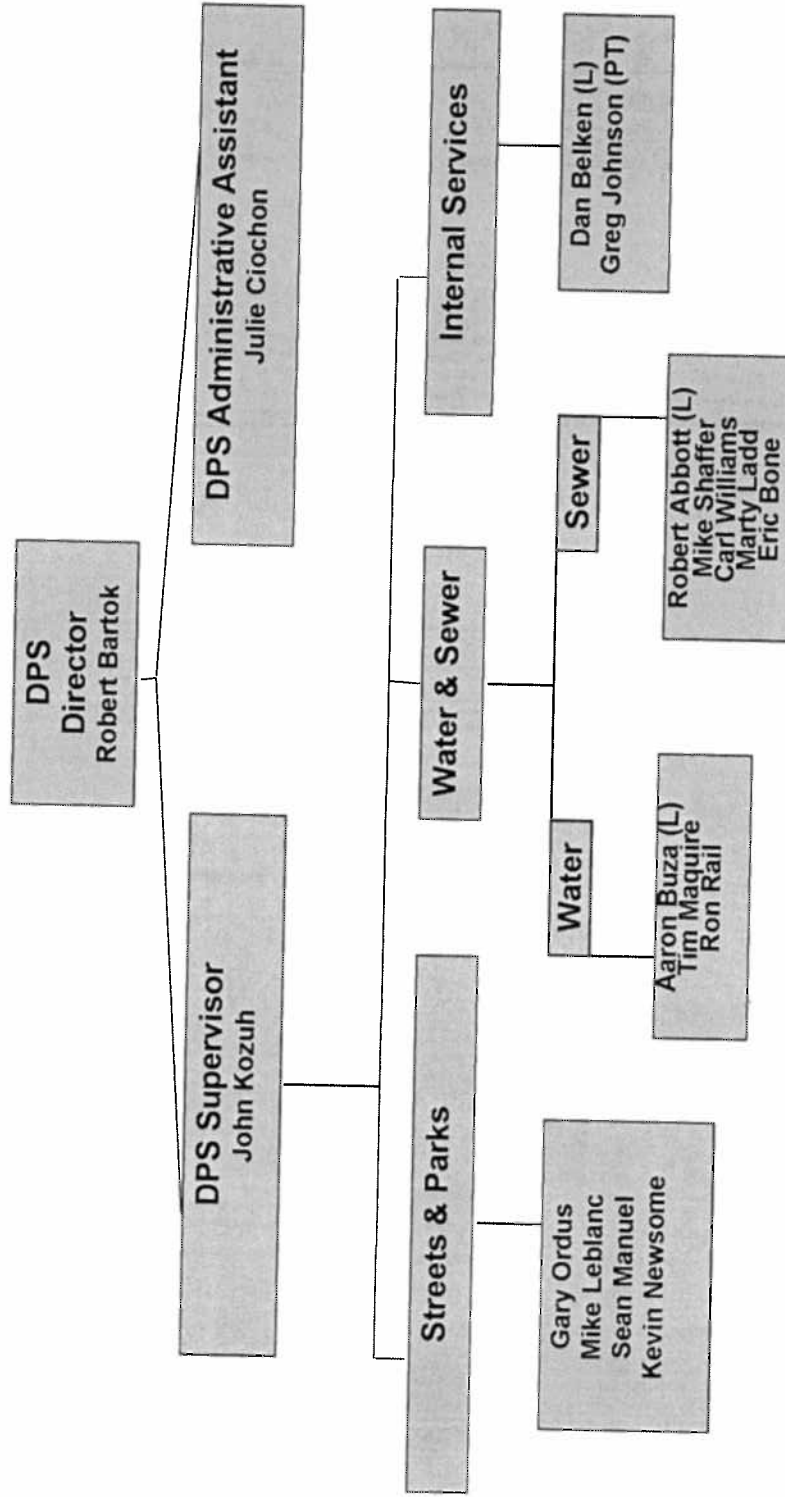 DPS
Director
Robert Bartok
DPS Supervisor
John Kozuh
DPS Administrative Assistant
Julie Ciochon
Streets & Parks
Water & Sewer
Internal Services
Gary Ordus
Mike Leblanc
Sean Manuel
Kevin Newsome
Water
Sewer
Dan Belken (L)
Greg Johnson (PT)
Aaron Buza (L)
Tim Maquire
Ron Rail
Robert Abbott (L)
Mike Shaffer
Carl Williams
Marty Ladd
Eric Bone